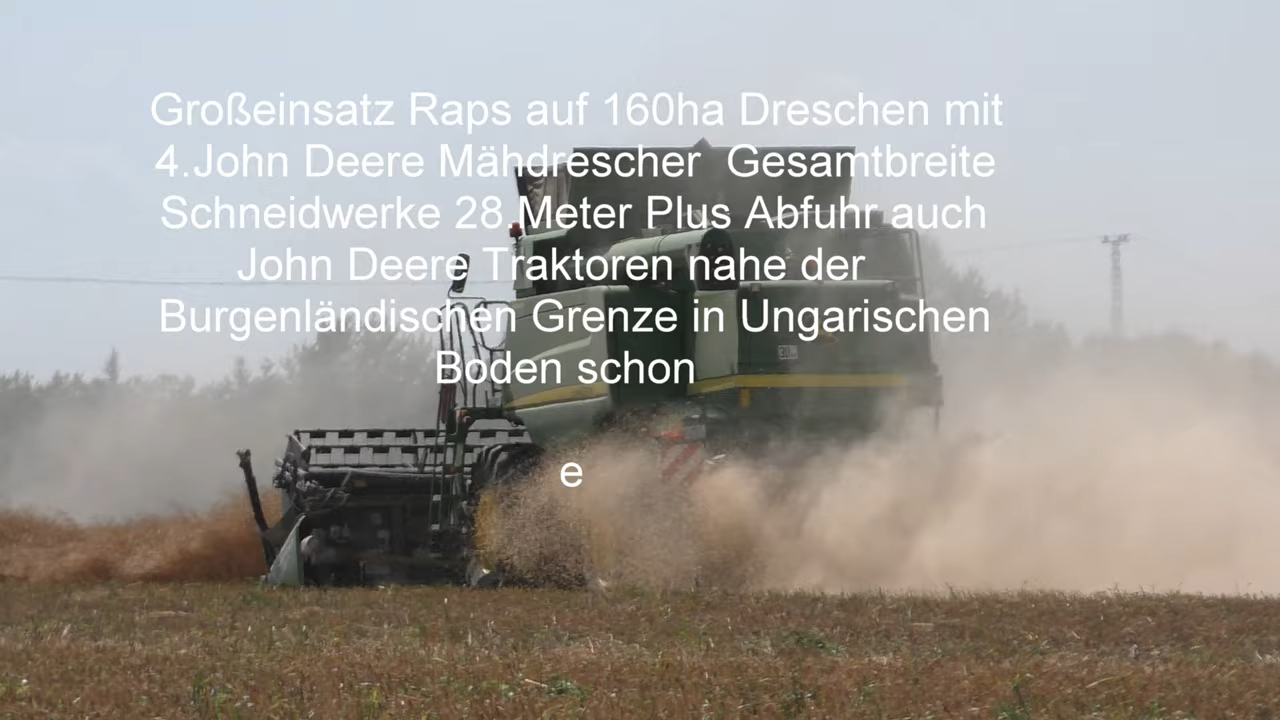 Großeinsatz Raps auf 160ha Dreschen mit
4.John Deere Mähdrescher  Gesamtbreite
Schneidwerke 28.Meter Plus Abfuhr auch
John Deere Traktoren nahe der
Burgenländischen Grenze in Ungarischen
Boden schon
e